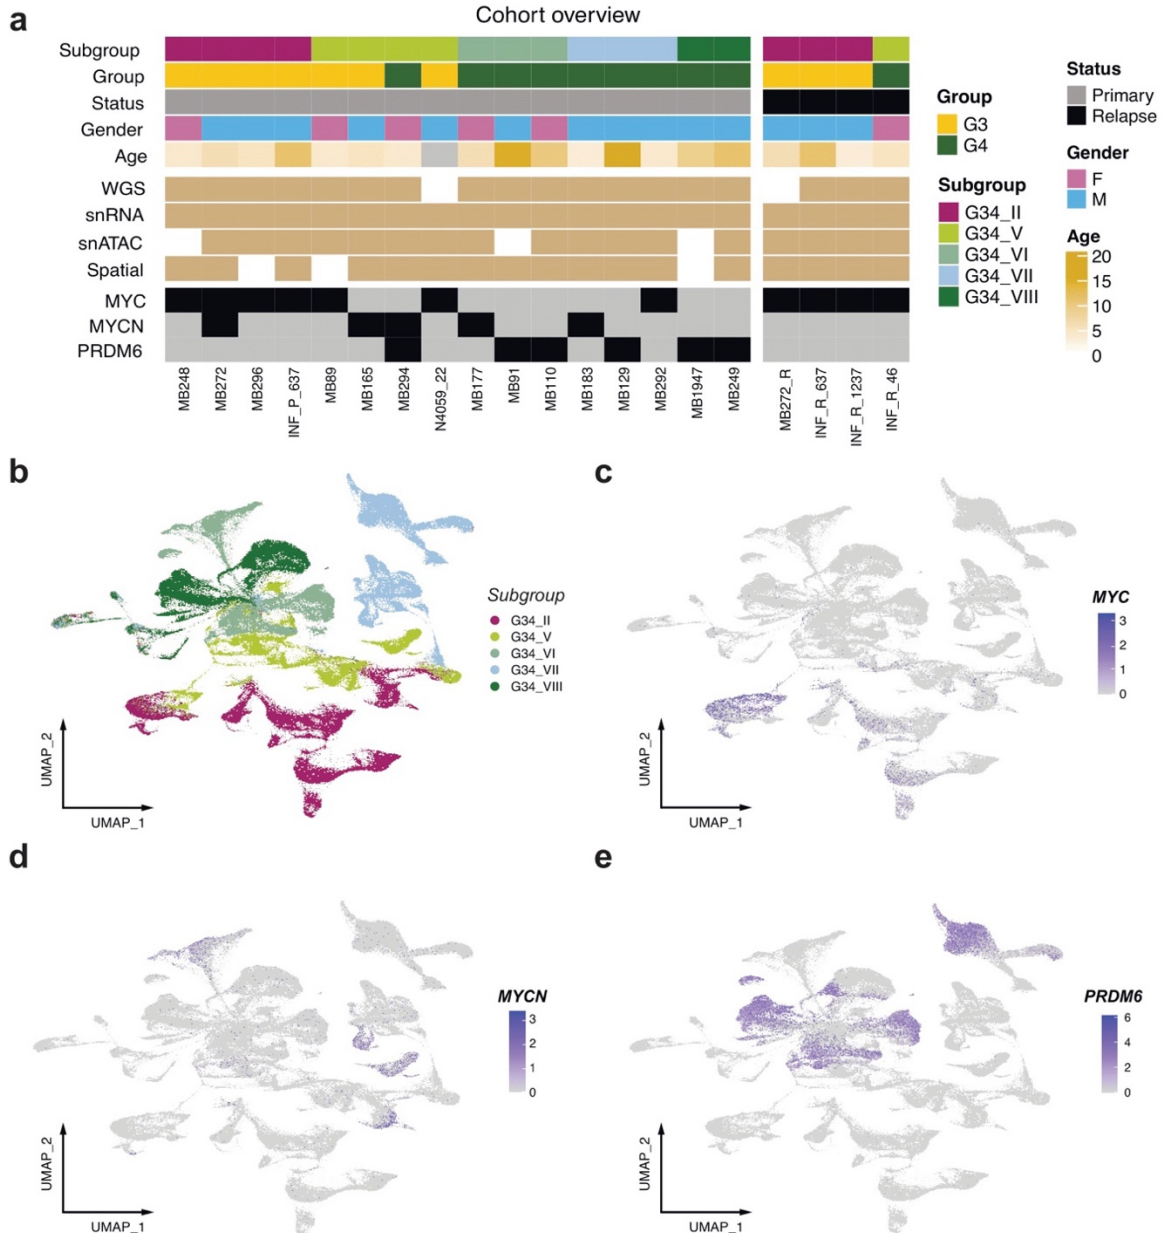 a
Cohort overview
Subgroup
Group
Status
Gender
Age
WGS
snRNA
snATAC
Spatial
MYC
MYCN
PRDM6
MB248
MB272
MB296
INF_P_637
MB89
MB165
MB294
N4059_22
MB177
MB91
MB110
MB183
MB129
MB292
MB1947
MB249
MB272_R
INF_R_637
INF_R_1237
INF_R_46
Group
G3
G4
Subgroup
G34_II
G34_V
G34_VI
G34_VII
G34_VIII
Status
Primary
Relapse
Gender
F
M
Age
20
15
10
5
0
b
Subgroup
G34_II
G34_V
G34_VI
G34_VII
G34_VIII
UMAP_2
UMAP_1
c
MYC
3
2
1
0
UMAP_2
UMAP_1
d
MYCN
3
2
1
0
UMAP_2
UMAP_1
e
PRDM6
6
4
2
0
UMAP_2
UMAP_1